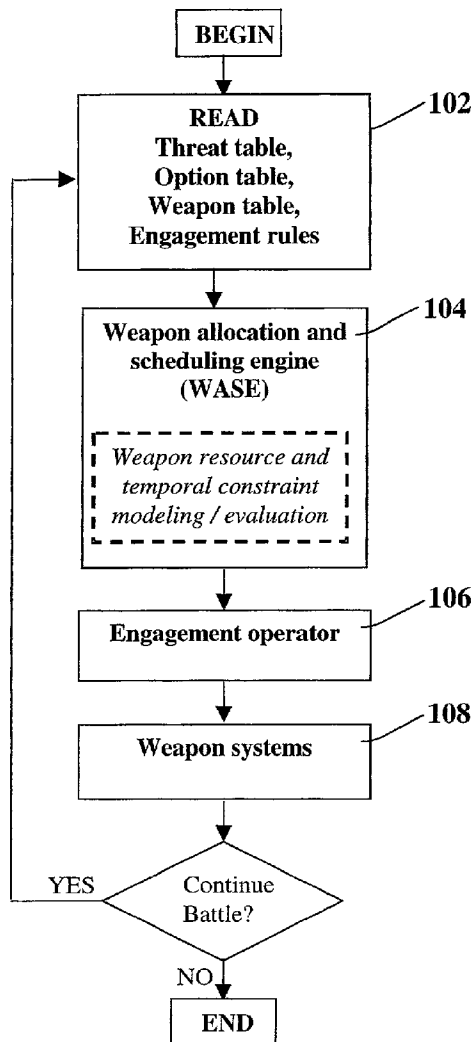 BEGIN
READ
Threat table,
Option table,
Weapon table,
Engagement rules
102
Weapon allocation and
scheduling engine
(WASE)
104
Weapon resource and
temporal constraint
modeling / evaluation
Engagement operator
106
Weapon systems
108
Continue
Battle?
YES
NO
END